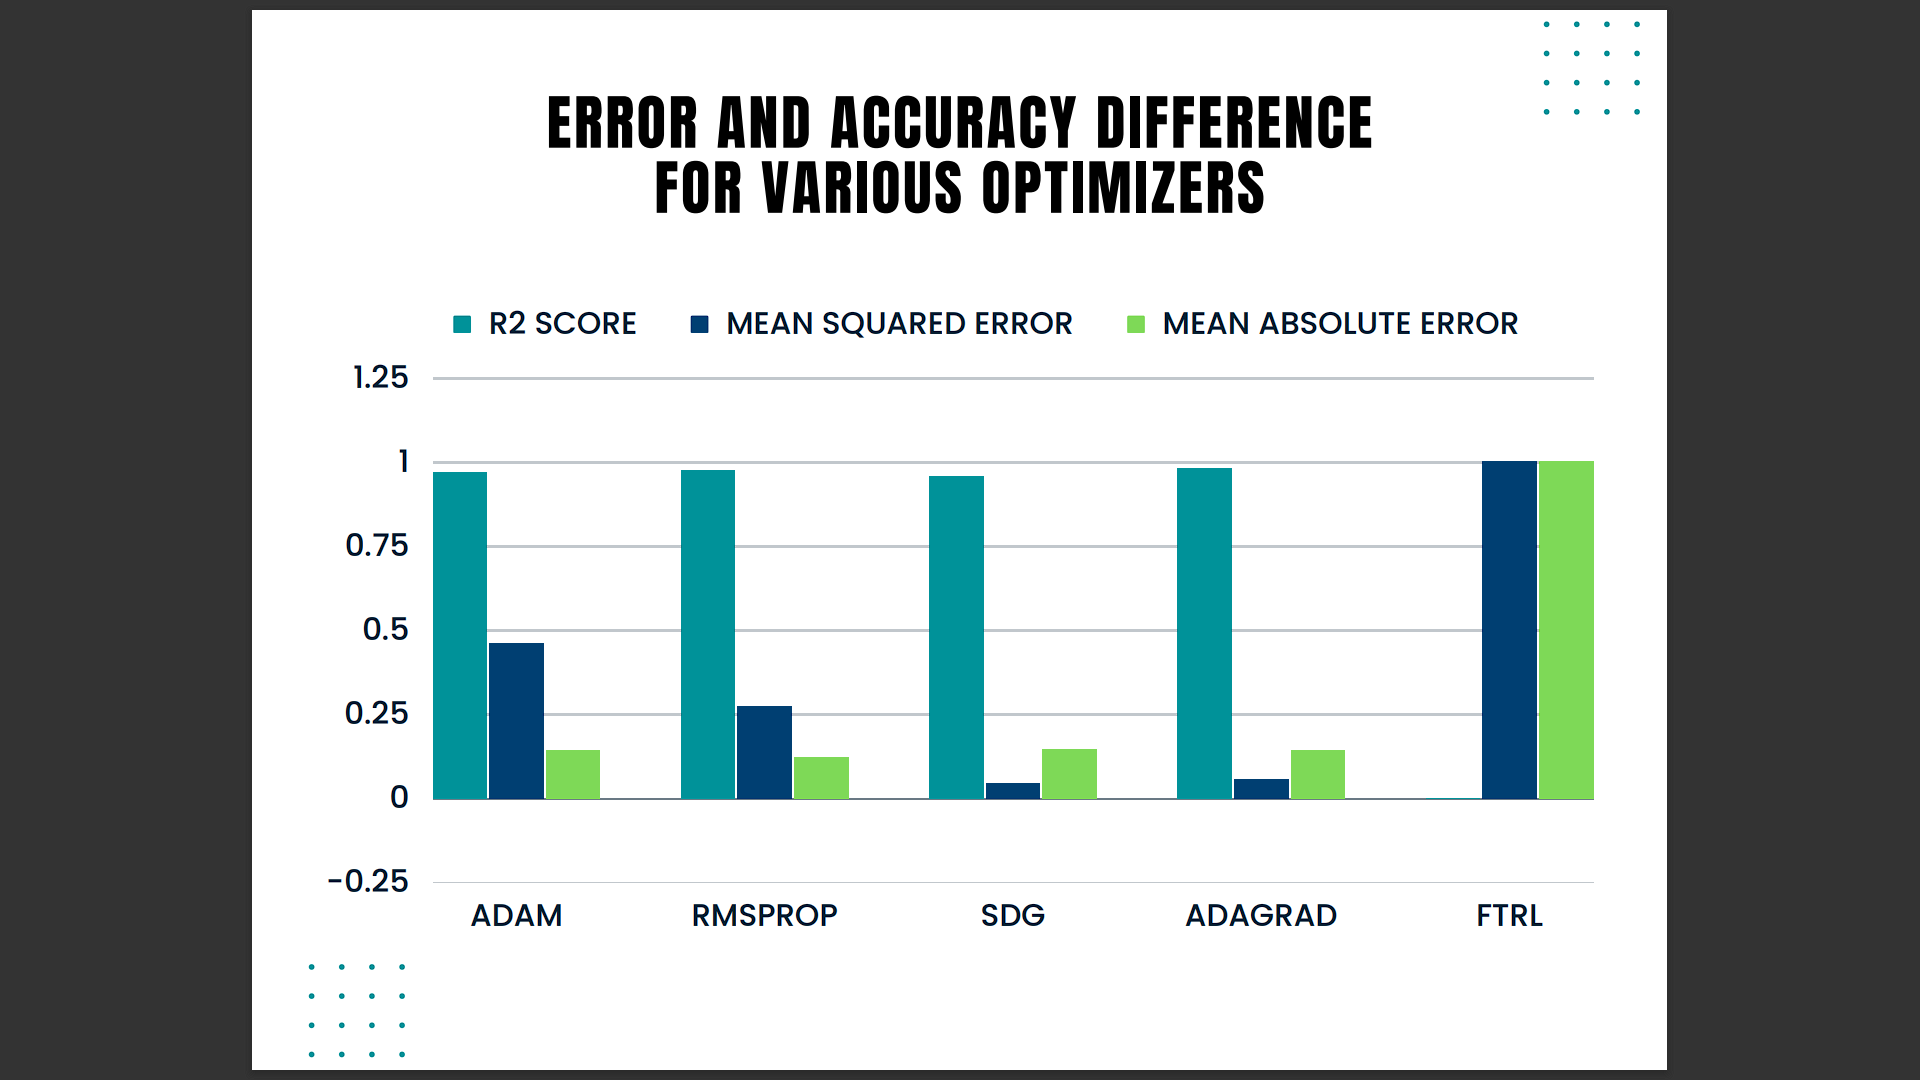 ERROR AND ACCURACY DIFFERENCE
FOR VARIOUS OPTIMIZERS
R2 SCORE MEAN SQUARED ERROR MEAN ABSOLUTE ERROR
1.25
1
0.75
0.5
0.25
0
-0.25
ADAM RMSPROP SDG ADAGRAD FTRL